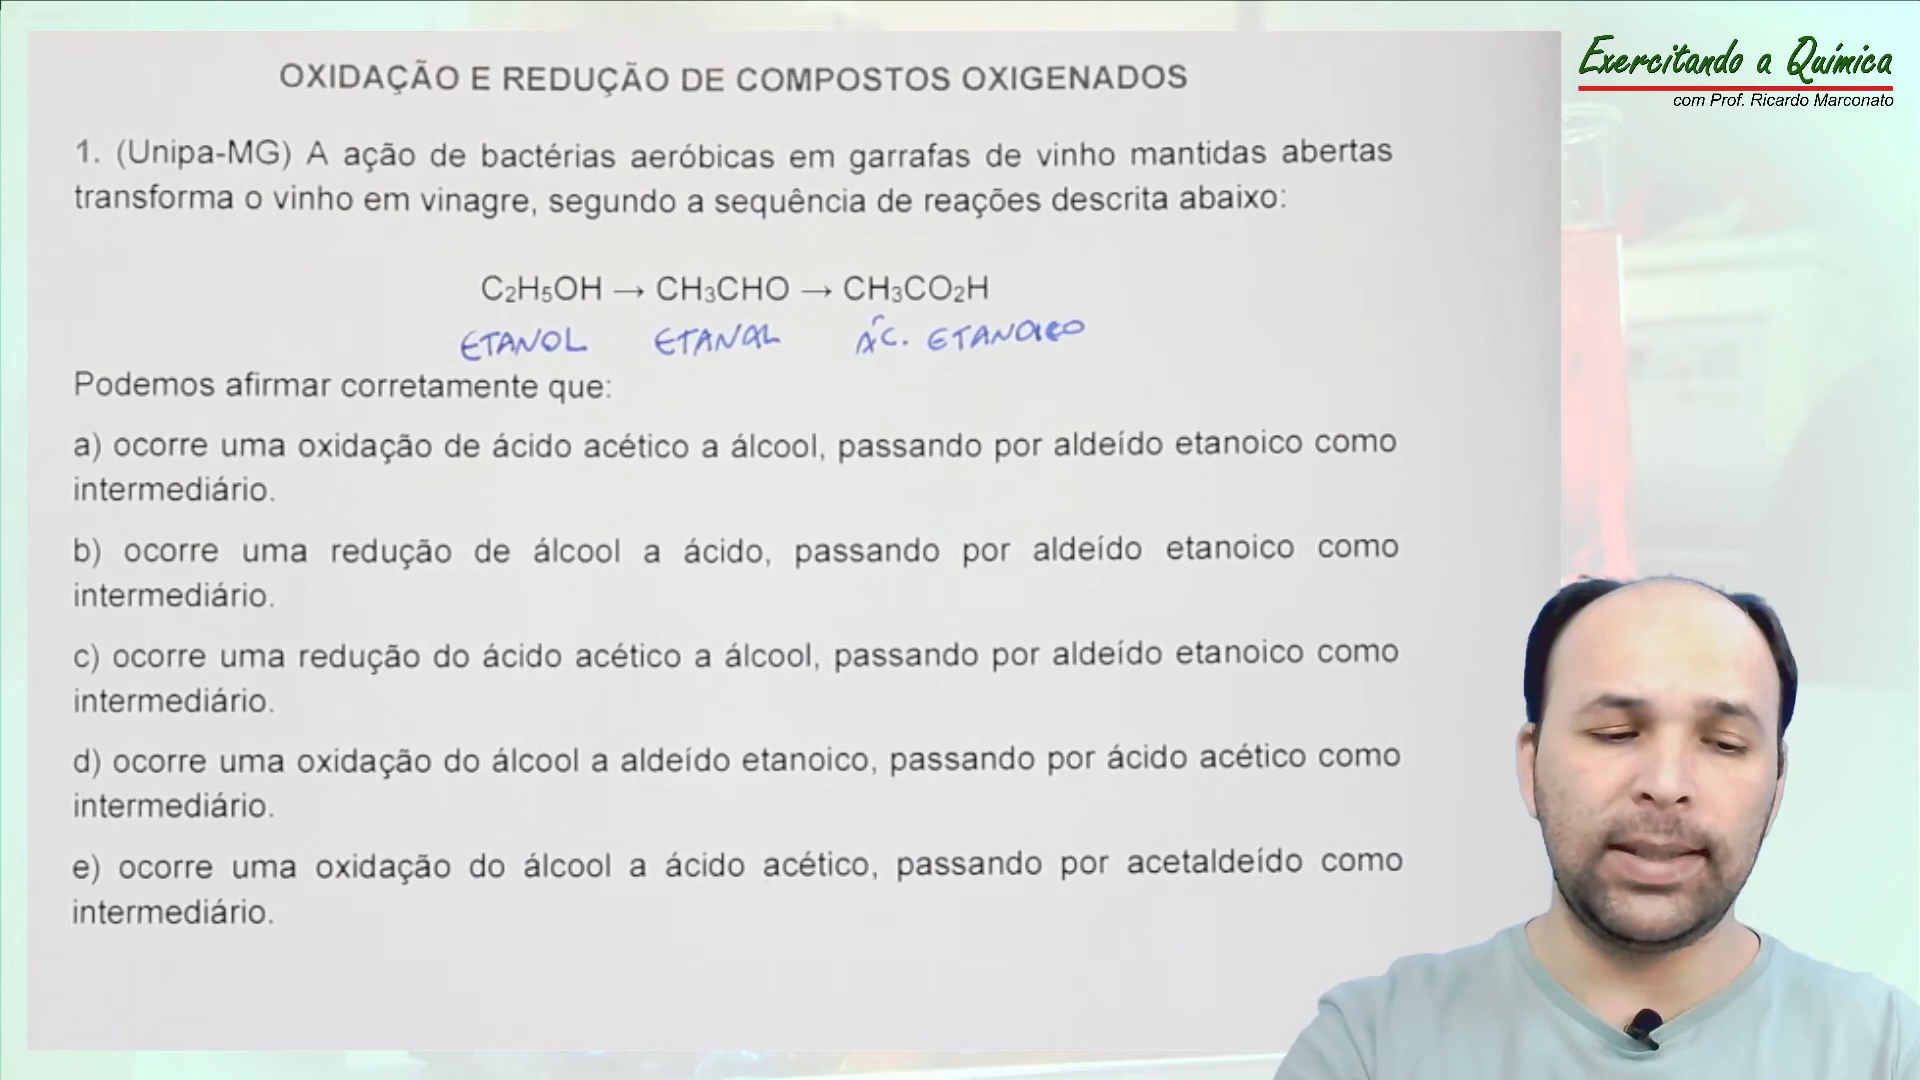 Exercitando a Química
com Prof. Ricardo Marconato
OXIDAÇÃO E REDUÇÃO DE COMPOSTOS OXIGENADOS
1. (Unipa-MG) A ação de bactérias aeróbicas em garrafas de vinho mantidas abertas
transforma o vinho em vinagre, segundo a sequência de reações descrita abaixo:
C₂H₅OH → CH₃CHO → CH₃CO₂H
ETANOL ETANAL ÁC. ETANOICO
Podemos afirmar corretamente que:
a) ocorre uma oxidação de ácido acético a álcool, passando por aldeído etanoico como
intermediário.
b) ocorre uma redução de álcool a ácido, passando por aldeído etanoico como
intermediário.
c) ocorre uma redução do ácido acético a álcool, passando por aldeído etanoico como
intermediário.
d) ocorre uma oxidação do álcool a aldeído etanoico, passando por ácido acético como
intermediário.
e) ocorre uma oxidação do álcool a ácido acético, passando por acetaldeído como
intermediário.